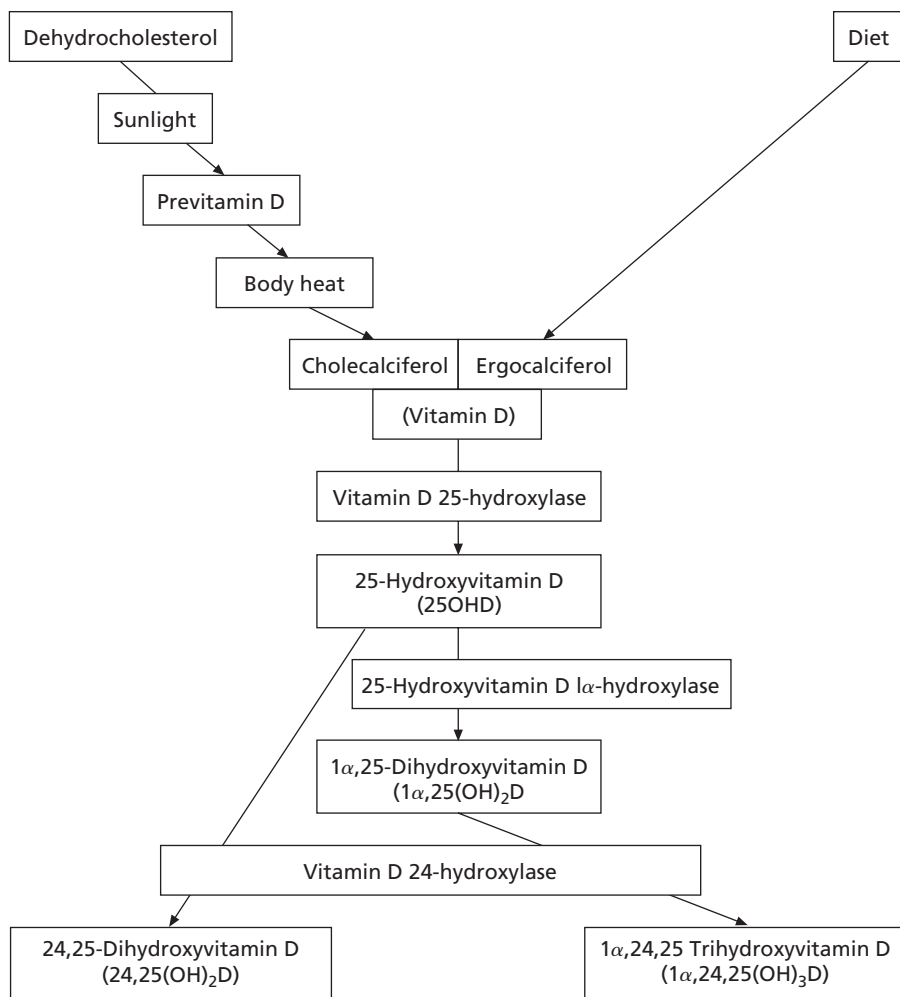 Dehydrocholesterol
Diet
Sunlight
Previtamin D
Body heat
Cholecalciferol
Ergocalciferol
(Vitamin D)
Vitamin D 25-hydroxylase
25-Hydroxyvitamin D
(25OHD)
25-Hydroxyvitamin D lα-hydroxylase
1α,25-Dihydroxyvitamin D
(1α,25(OH)₂D
Vitamin D 24-hydroxylase
24,25-Dihydroxyvitamin D
(24,25(OH)₂D)
1α,24,25 Trihydroxyvitamin D
(1α,24,25(OH)₃D)